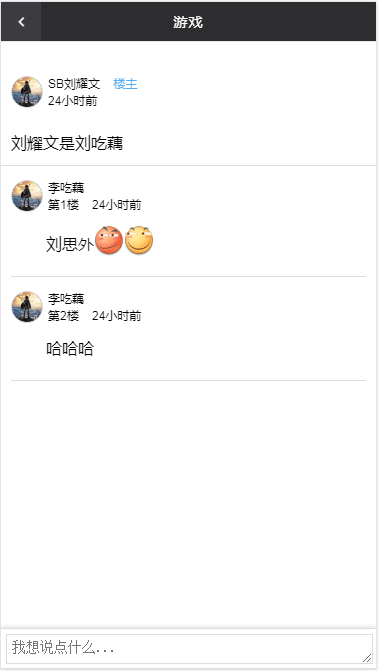 游戏
SB刘耀文 楼主
24小时前
刘耀文是刘吃藕
李吃藕
第1楼 24小时前
刘思外
李吃藕
第2楼 24小时前
哈哈哈
我想说点什么...